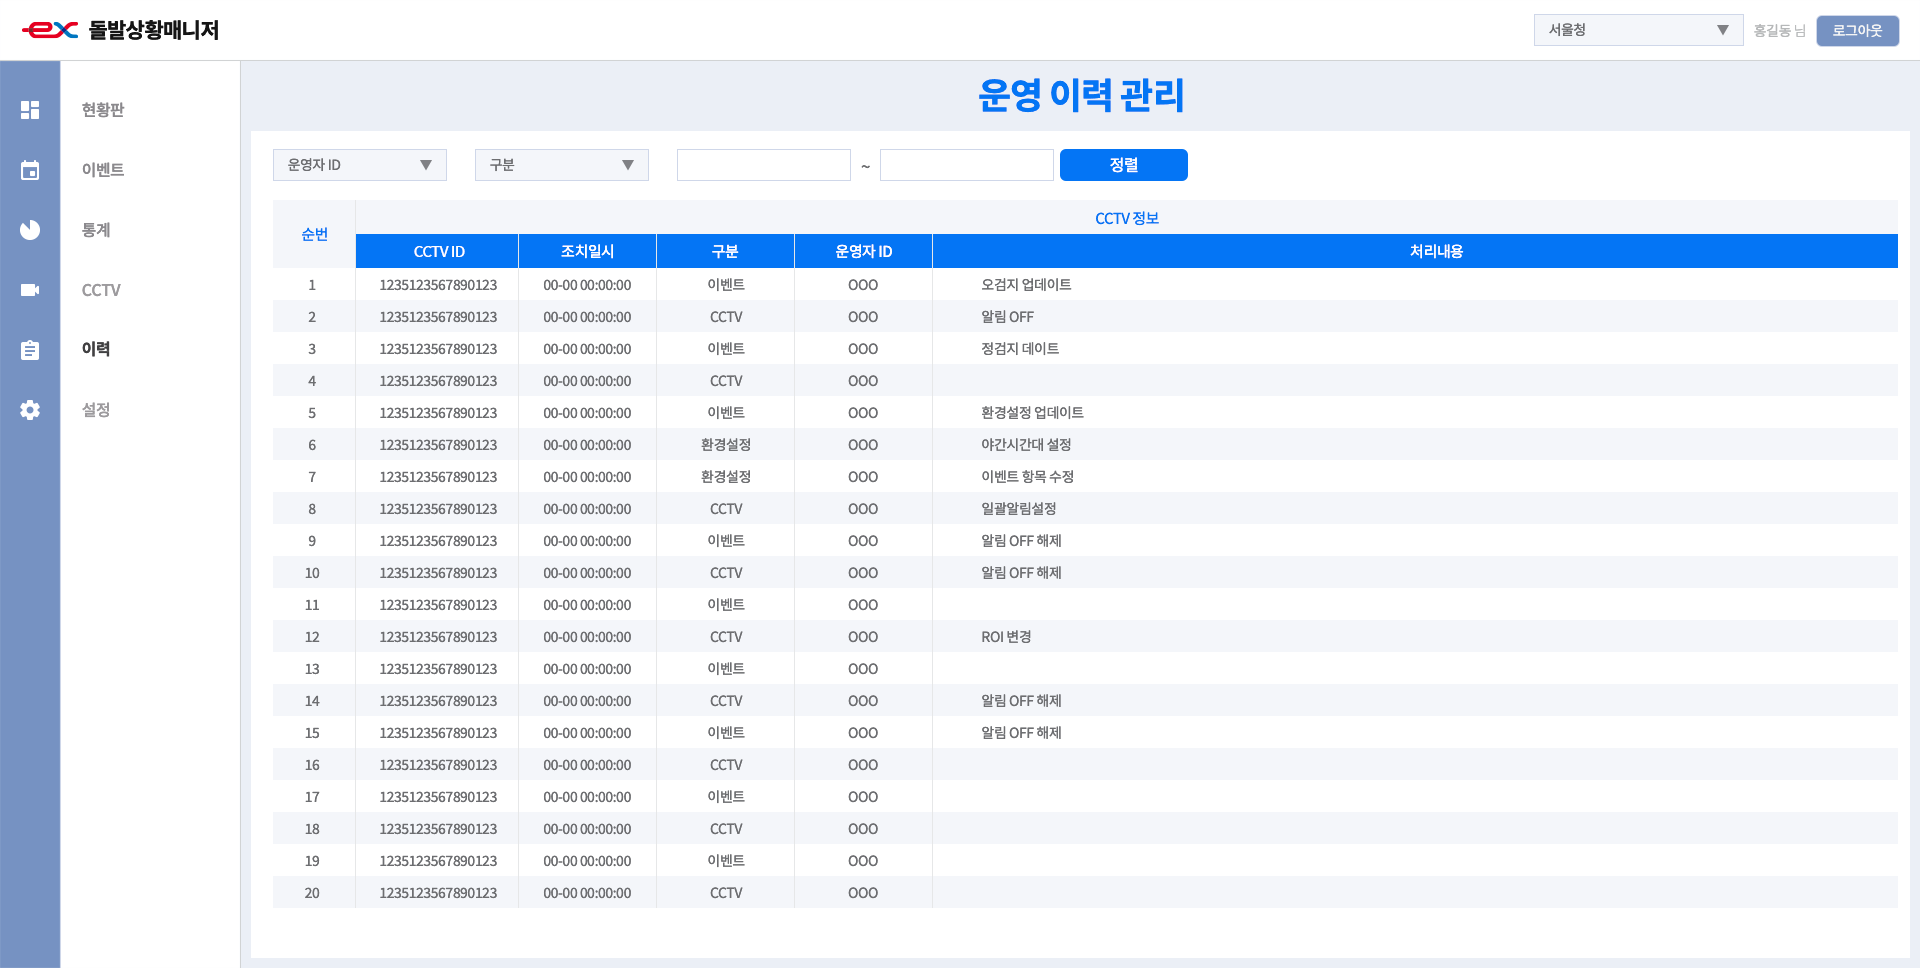 ex 돌발상황매니저
서울청 ▼ 홍길동 님 로그아웃
현황판
이벤트
통계
CCTV
이력
설정
운영 이력 관리
운영자 ID ▼ 구분 ▼ ~ 정렬
순번 CCTV 정보
CCTV ID 조치일시 구분 운영자 ID 처리내용
1 1235123567890123 00-00 00:00:00 이벤트 OOO 오검지 업데이트
2 1235123567890123 00-00 00:00:00 CCTV OOO 알림 OFF
3 1235123567890123 00-00 00:00:00 이벤트 OOO 정검지 데이트
4 1235123567890123 00-00 00:00:00 CCTV OOO
5 1235123567890123 00-00 00:00:00 이벤트 OOO 환경설정 업데이트
6 1235123567890123 00-00 00:00:00 환경설정 OOO 야간시간대 설정
7 1235123567890123 00-00 00:00:00 환경설정 OOO 이벤트 항목 수정
8 1235123567890123 00-00 00:00:00 CCTV OOO 일괄알림설정
9 1235123567890123 00-00 00:00:00 이벤트 OOO 알림 OFF 해제
10 1235123567890123 00-00 00:00:00 CCTV OOO 알림 OFF 해제
11 1235123567890123 00-00 00:00:00 이벤트 OOO
12 1235123567890123 00-00 00:00:00 CCTV OOO ROI 변경
13 1235123567890123 00-00 00:00:00 이벤트 OOO
14 1235123567890123 00-00 00:00:00 CCTV OOO 알림 OFF 해제
15 1235123567890123 00-00 00:00:00 이벤트 OOO 알림 OFF 해제
16 1235123567890123 00-00 00:00:00 CCTV OOO
17 1235123567890123 00-00 00:00:00 이벤트 OOO
18 1235123567890123 00-00 00:00:00 CCTV OOO
19 1235123567890123 00-00 00:00:00 이벤트 OOO
20 1235123567890123 00-00 00:00:00 CCTV OOO